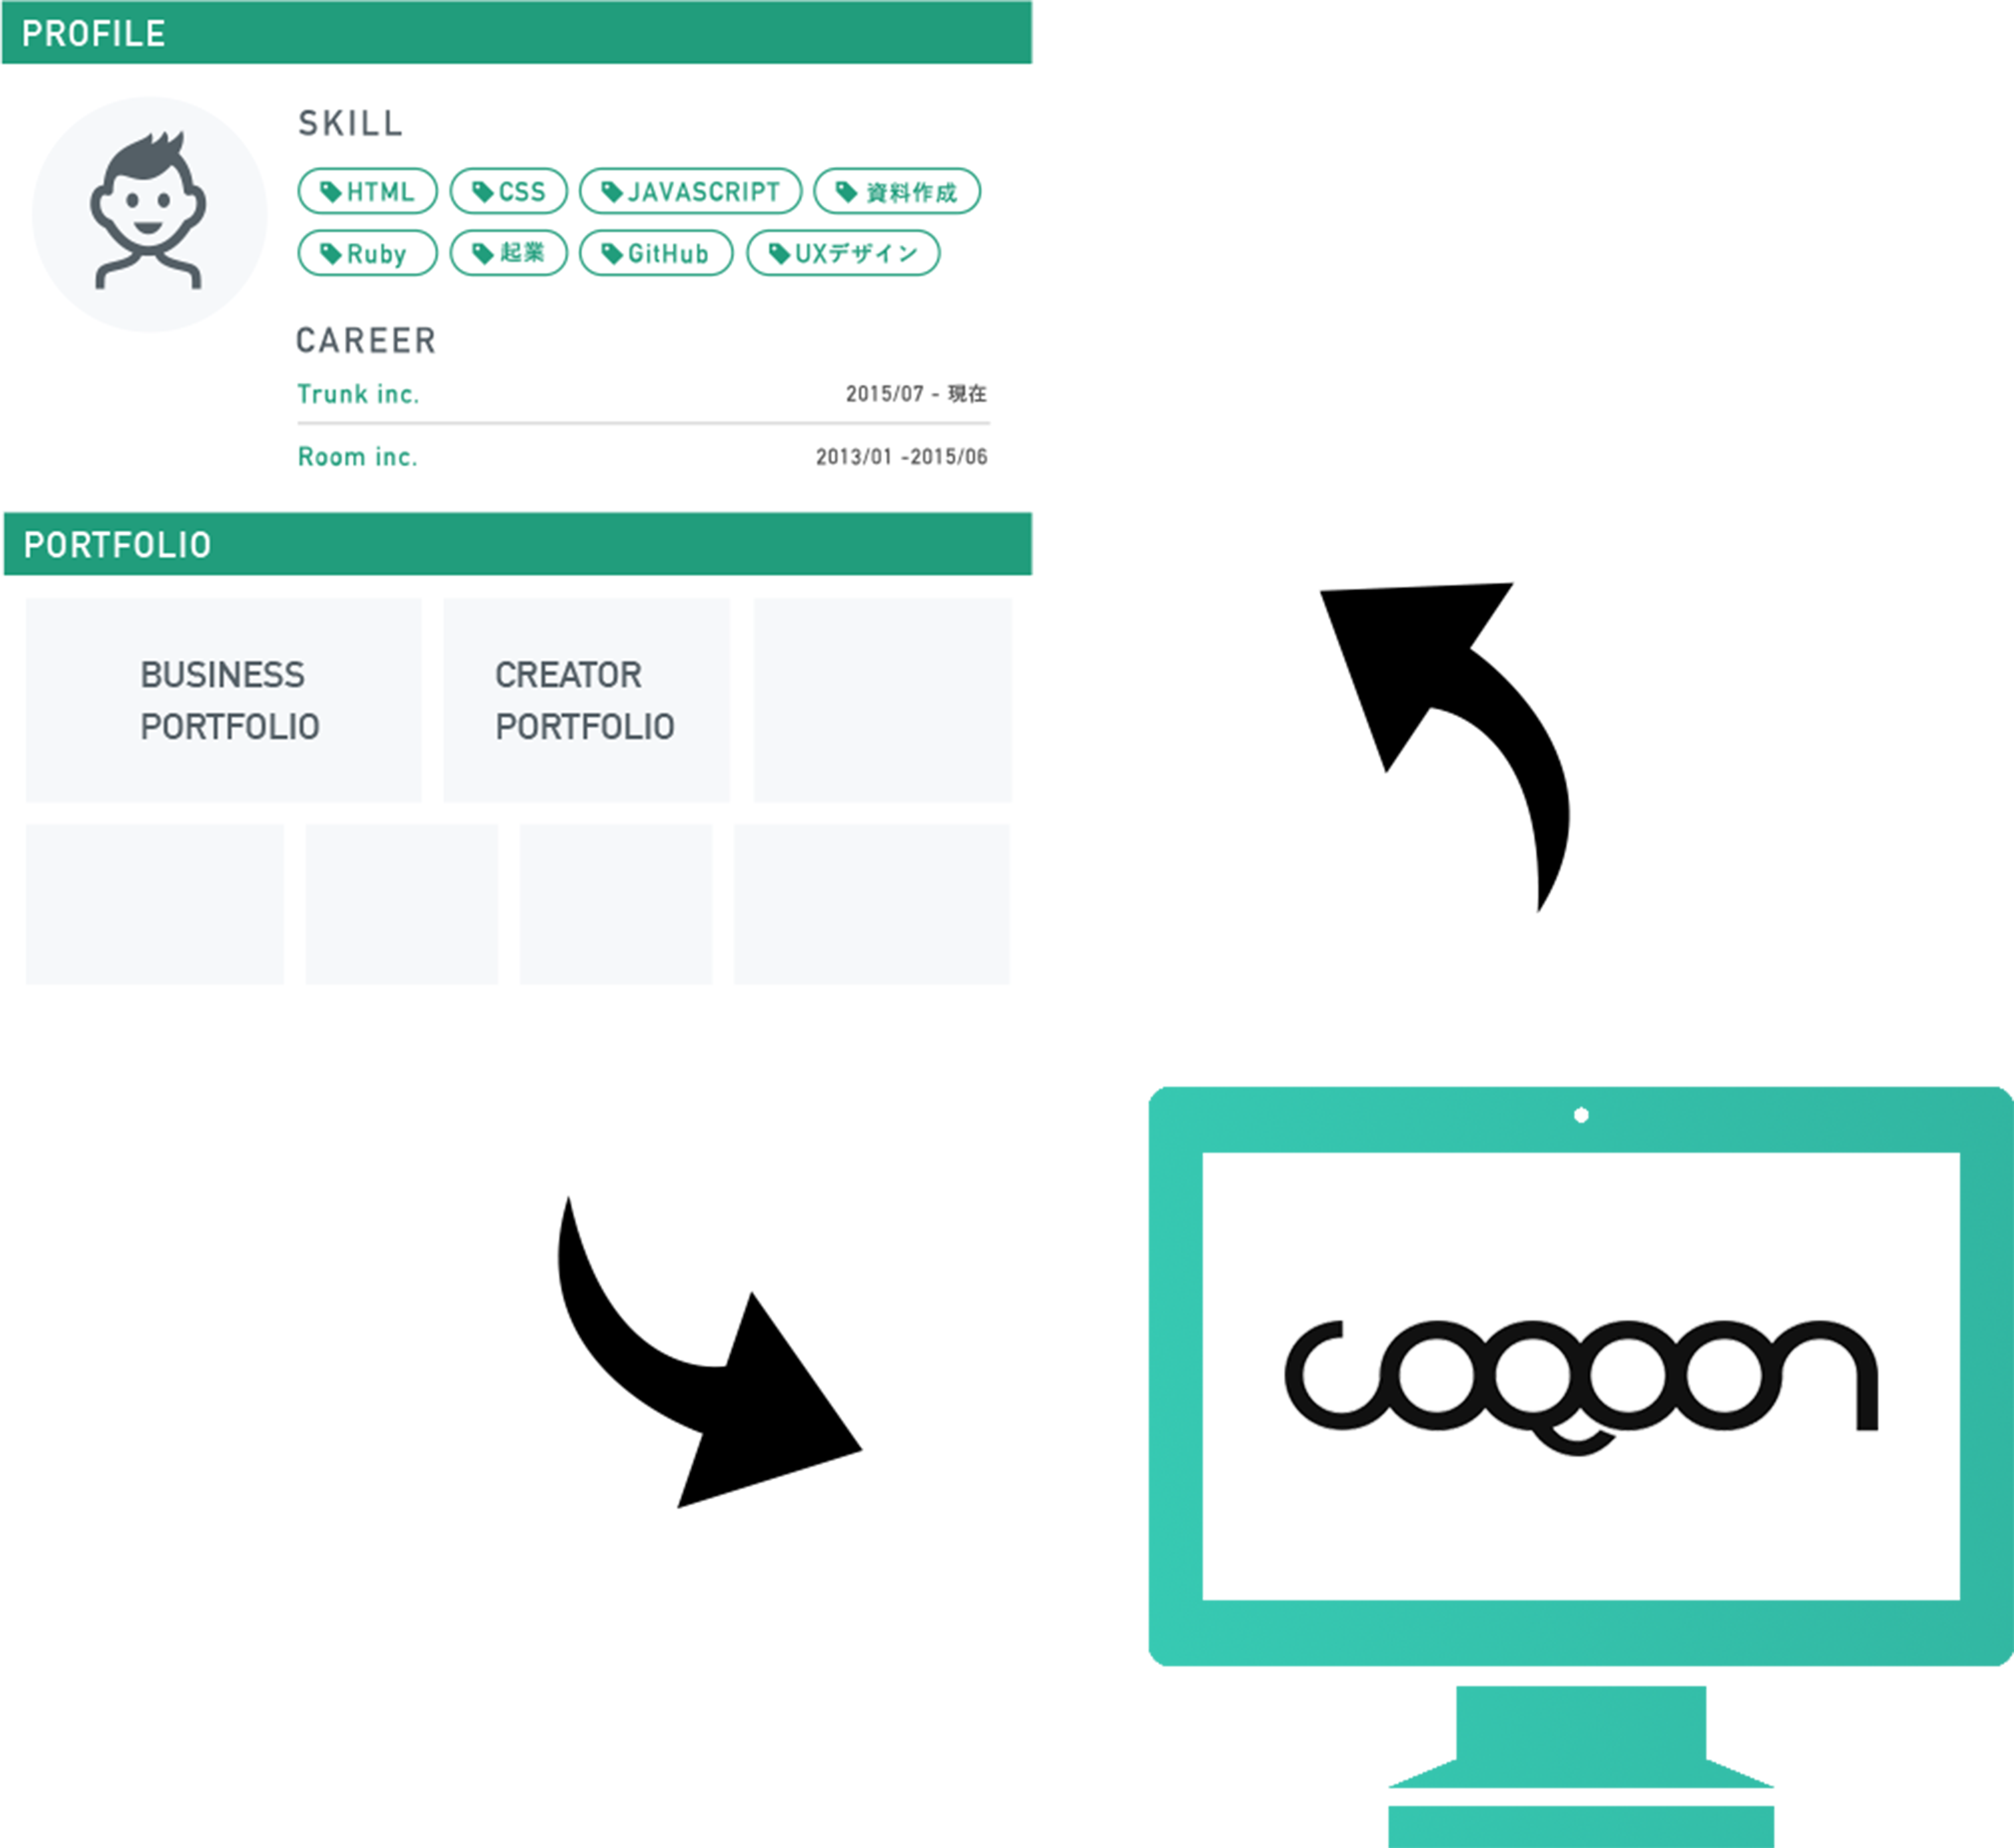 PROFILE
SKILL
HTML CSS JAVASCRIPT 資料作成
Ruby 起業 GitHub UXデザイン
CAREER
Trunk inc. 2015/07 - 現在
Room inc. 2013/01 -2015/06
PORTFOLIO
BUSINESS
PORTFOLIO
CREATOR
PORTFOLIO
coqoon